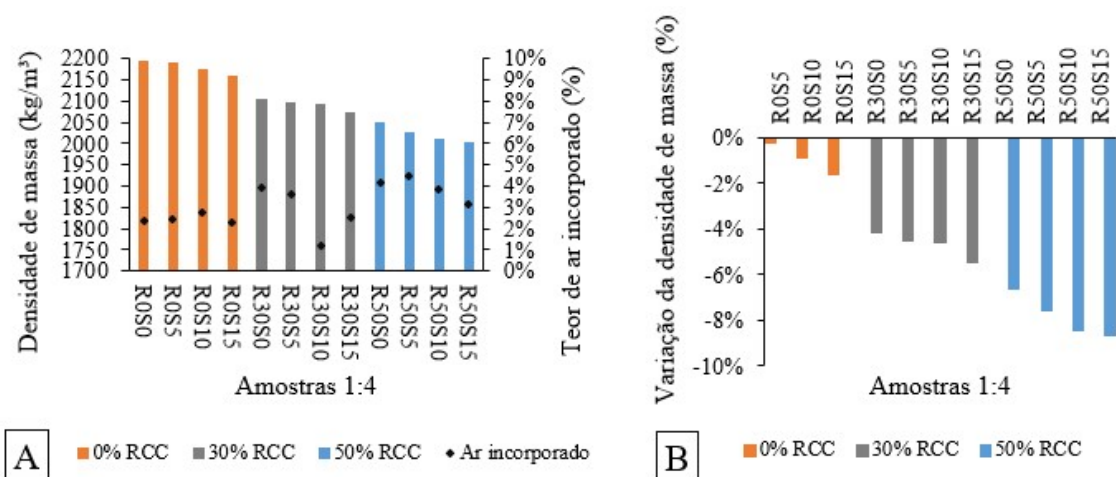 Densidade de massa (kg/m³)
2200
2150
2100
2050
2000
1950
1900
1850
1800
1750
1700
10%
9%
8%
7%
6%
5%
4%
3%
2%
1%
0%
Teor de ar incorporado (%)
R0S0
R0S5
R0S10
R0S15
R30S0
R30S5
R30S10
R30S15
R50S0
R50S5
R50S10
R50S15
Amostras 1:4
A
0% RCC 30% RCC 50% RCC Ar incorporado
Variação da densidade de massa (%)
R0S5
R0S10
R0S15
R30S0
R30S5
R30S10
R30S15
R50S0
R50S5
R50S10
R50S15
0%
-2%
-4%
-6%
-8%
-10%
Amostras 1:4
B
0% RCC 30% RCC 50% RCC